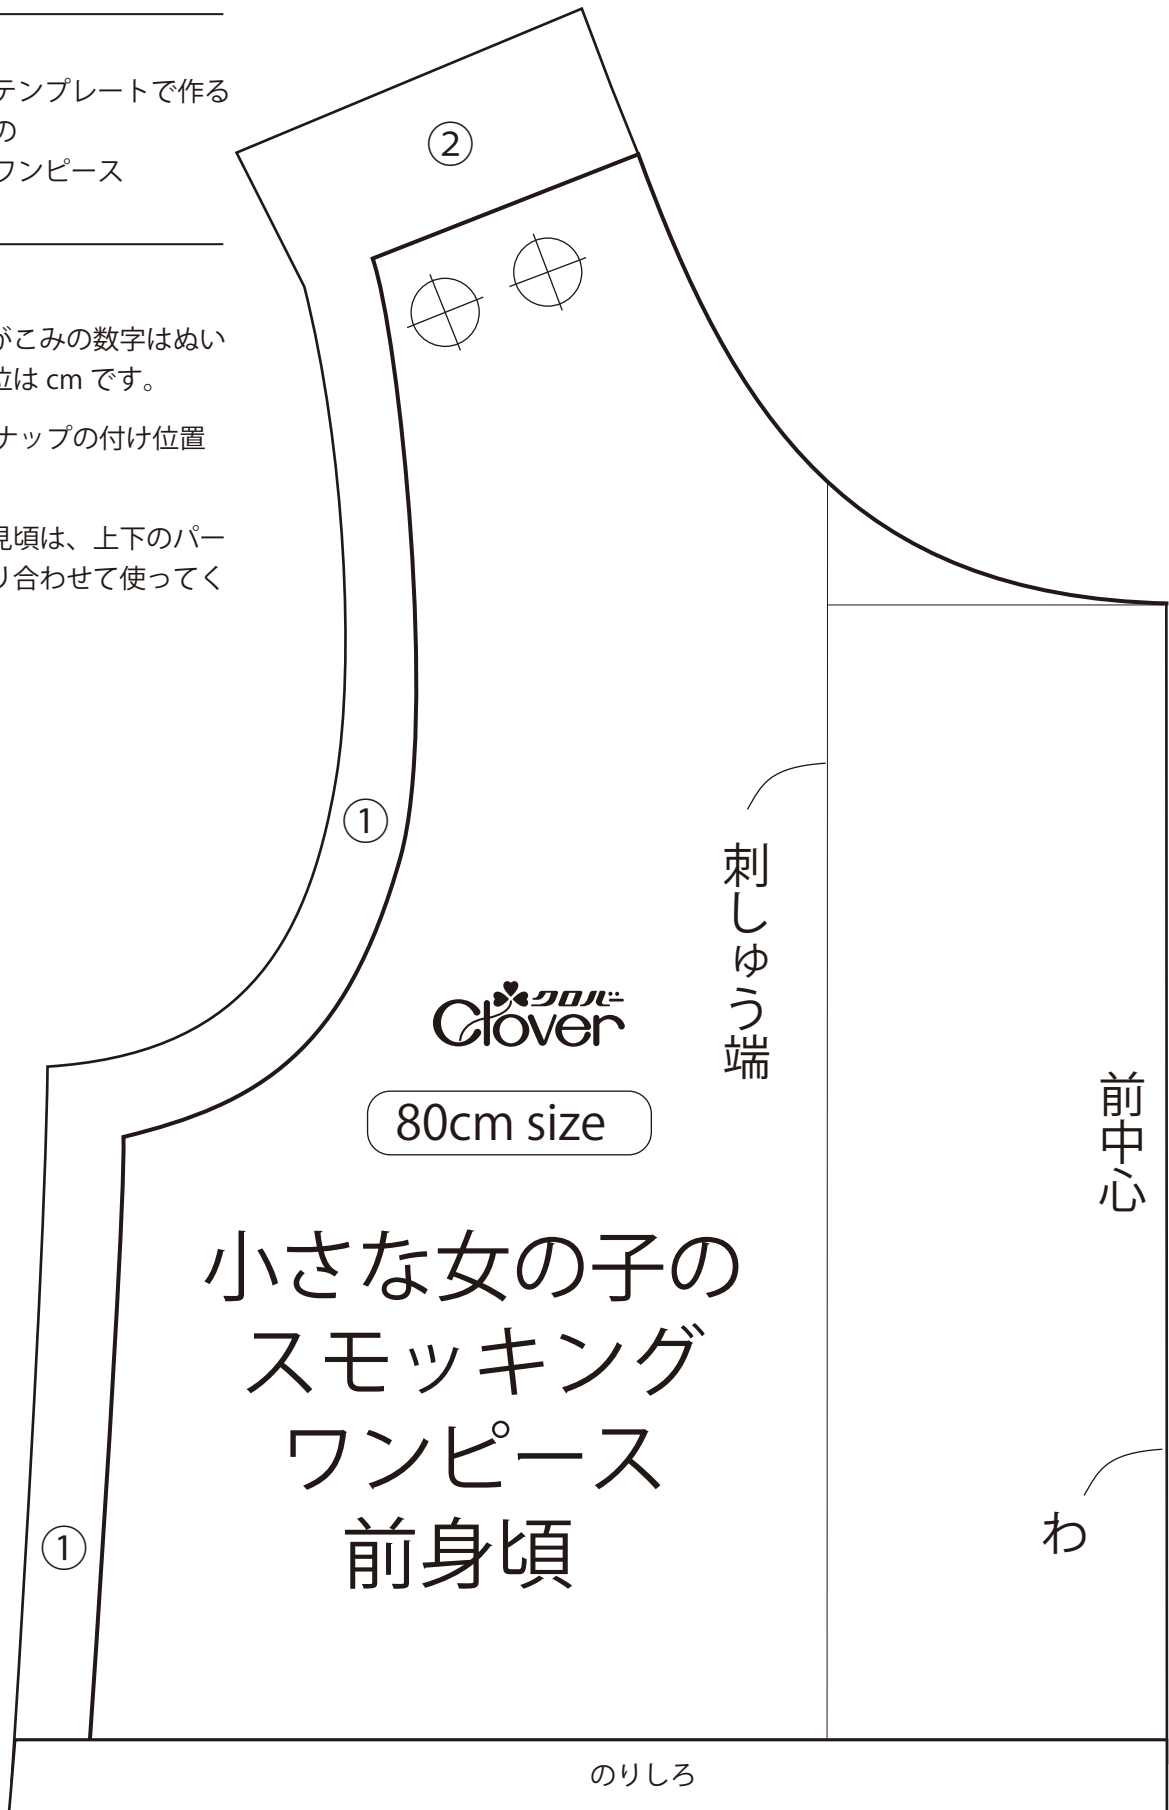 テンプレートで作る
の
ワンピース
がこみの数字はぬい
位は cm です。
ナップの付け位置
見頃は、上下のパー
り合わせて使ってく
②
①
刺しゅう端
クロバー
Clover
80cm size
前中心
小さな女の子の
スモッキング
ワンピース
前身頃
わ
①
のりしろ